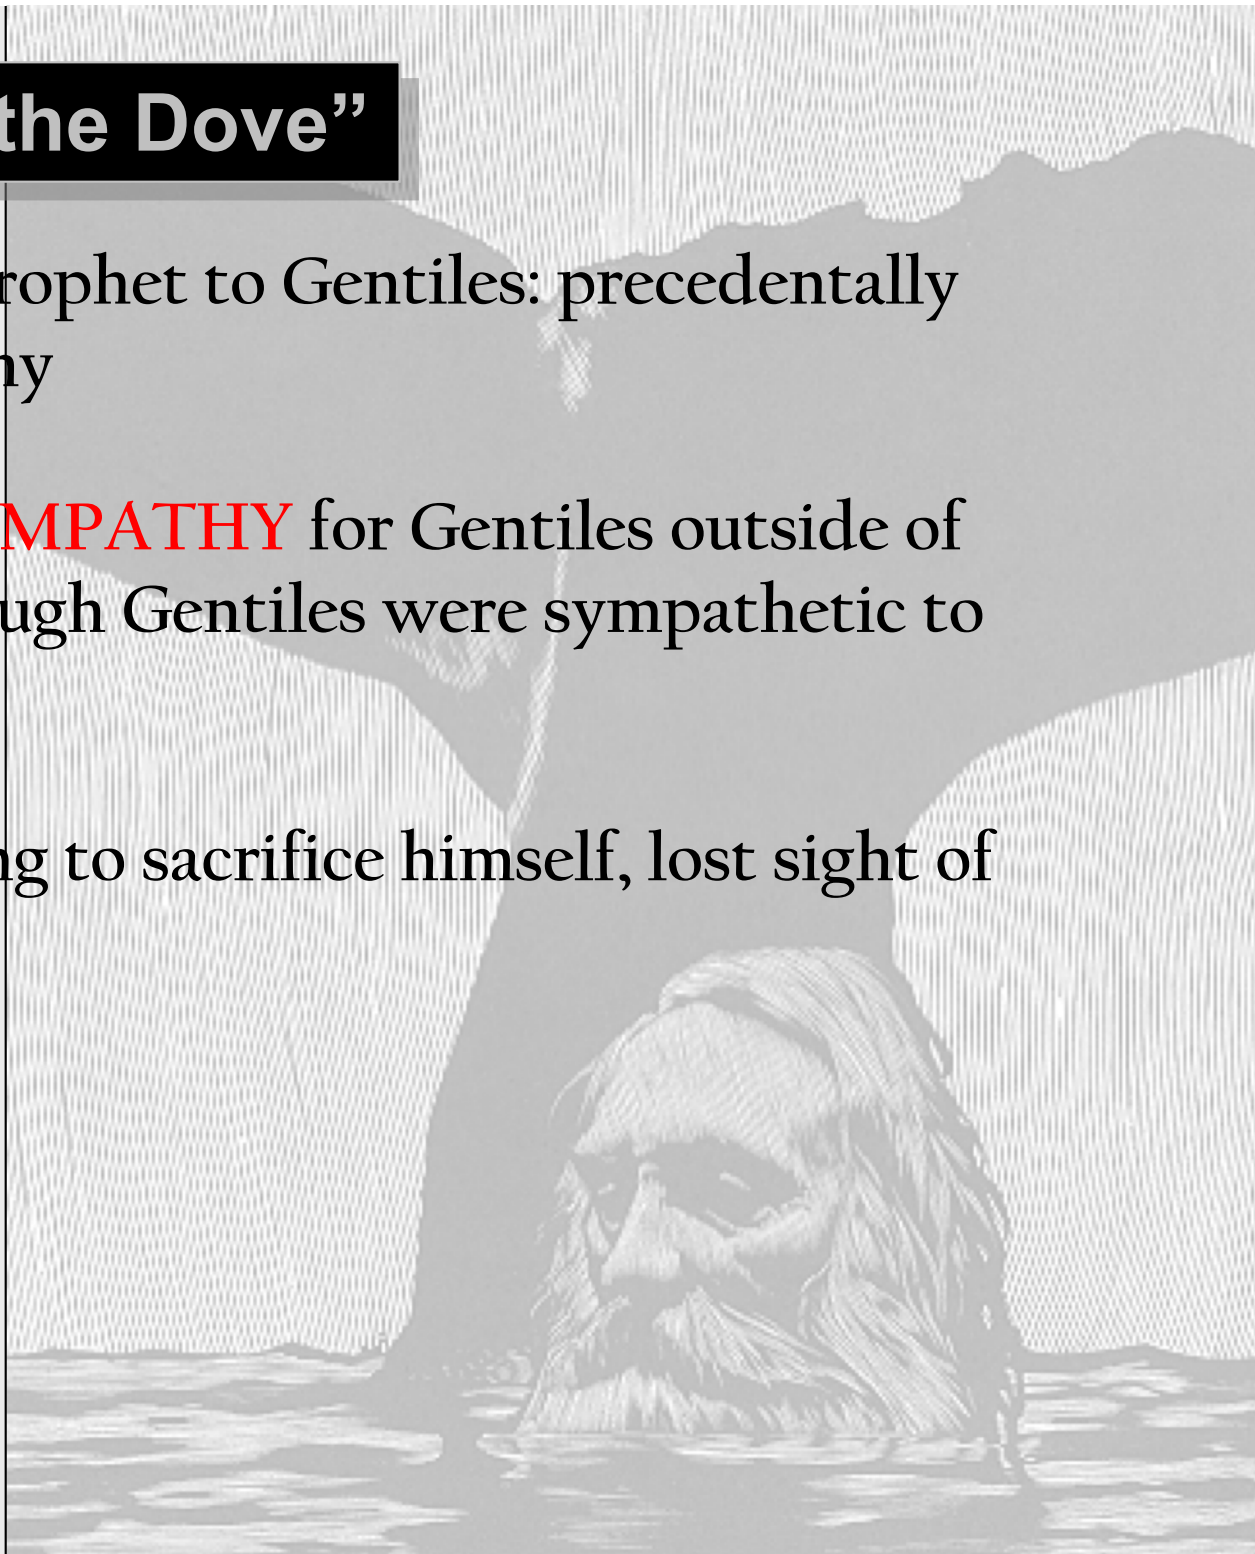 the Dove”
rophet to Gentiles: precedentally
ny
MPATHY for Gentiles outside of
ugh Gentiles were sympathetic to
ng to sacrifice himself, lost sight of